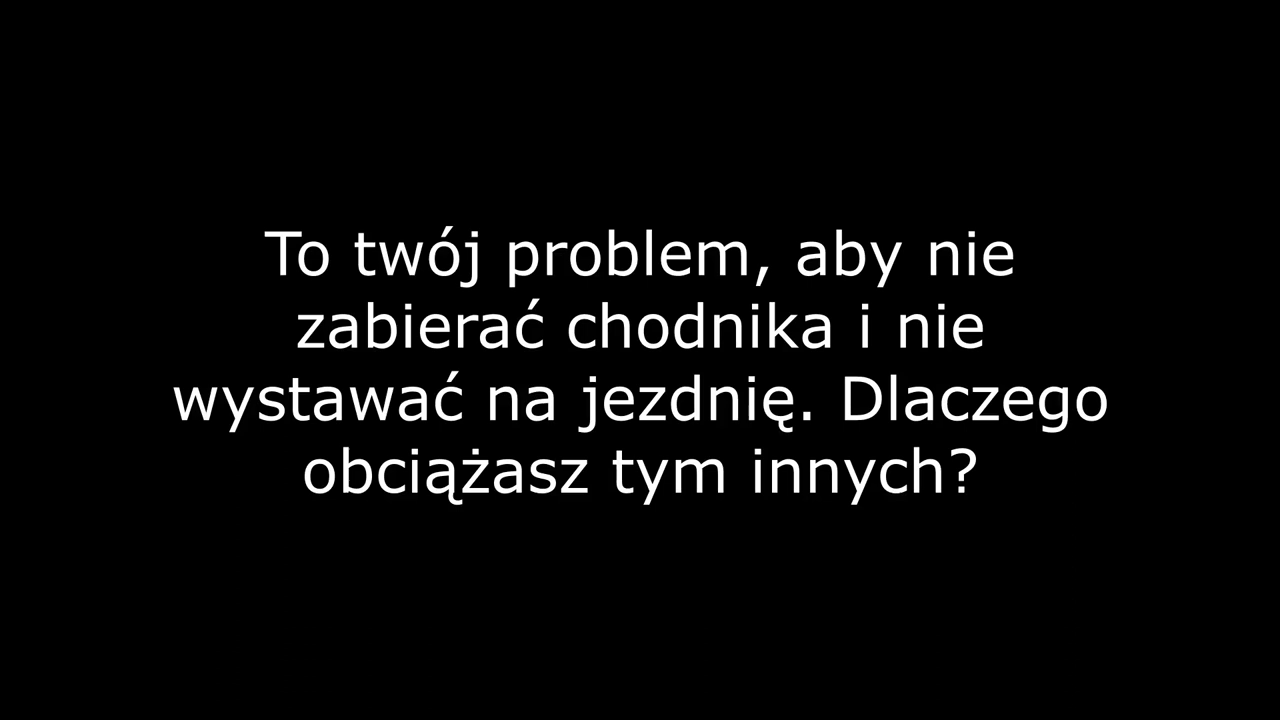 To twój problem, aby nie
zabierać chodnika i nie
wystawać na jezdnię. Dlaczego
obciążasz tym innych?